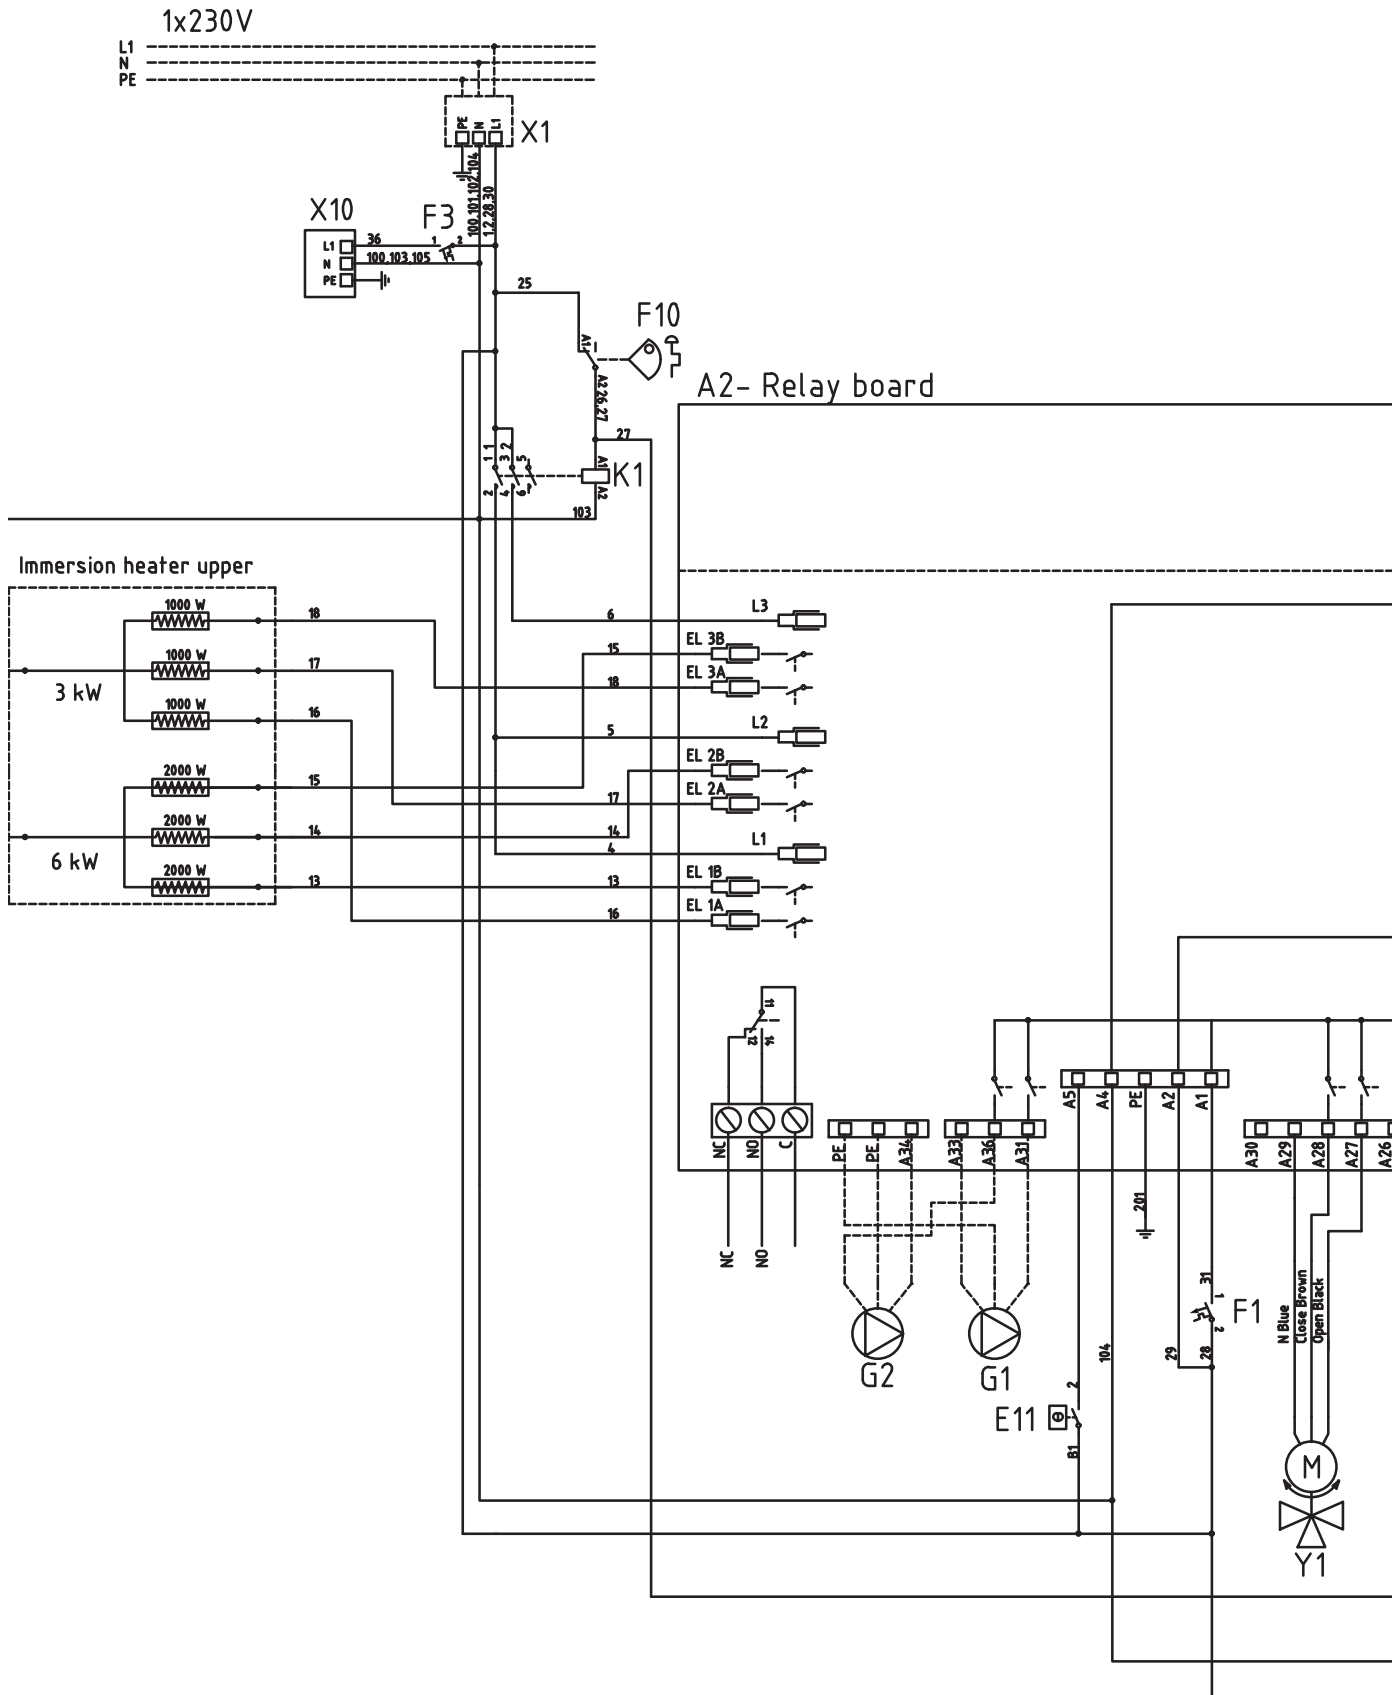 1x230V
L1
N
PE
PE N L1
X1
100,101,102,104
1,2,28,30
X10
F3
L1 36 1 2
N 100,103,105
PE
25
F10
A1
A2 26,27
A2- Relay board
27
1 1
3 2
5
A1
K1
2 4 6
A2
103
Immersion heater upper
1000 W
18
6
L3
EL 3B
15
1000 W
17
EL 3A
18
3 kW
1000 W
16
L2
5
EL 2B
2000 W
15
EL 2A
17
2000 W
14
14
L1
4
6 kW
2000 W
13
13
EL 1B
EL 1A
16
11
12 14
NC NO C
PE PE A34
A33 A36 A31
A5 A4 PE A2 A1
A30 A29 A28 A27 A26
NC NO
201
31
1
F1
2
N Blue
Close Brown
Open Black
104
29
28
G2
G1
2
E11
B1
M
Y1